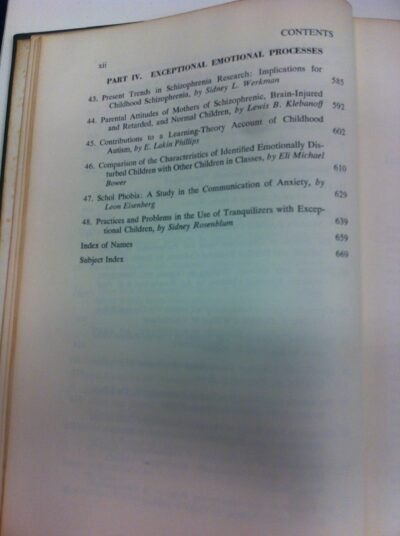 CONTENTS
xii
PART IV. EXCEPTIONAL EMOTIONAL PROCESSES
43. Present Trends in Schizophrenia Research: Implications for
Childhood Schizophrenia, by Sidney L. Werkman 585
44. Parental Attitudes of Mothers of Schizophrenic, Brain-Injured
and Retarded, and Normal Children, by Lewis B. Klebanoff 592
45. Contributions to a Learning-Theory Account of Childhood
Autism, by E. Lakin Phillips 602
46. Comparison of the Characteristics of Identified Emotionally Dis-
turbed Children with Other Children in Classes, by Eli Michael
Bower 610
47. Schol Phobia: A Study in the Communication of Anxiety, by
Leon Eisenberg 629
48. Practices and Problems in the Use of Tranquilizers with Excep-
tional Children, by Sidney Rosenblum 639
Index of Names 659
Subject Index 669